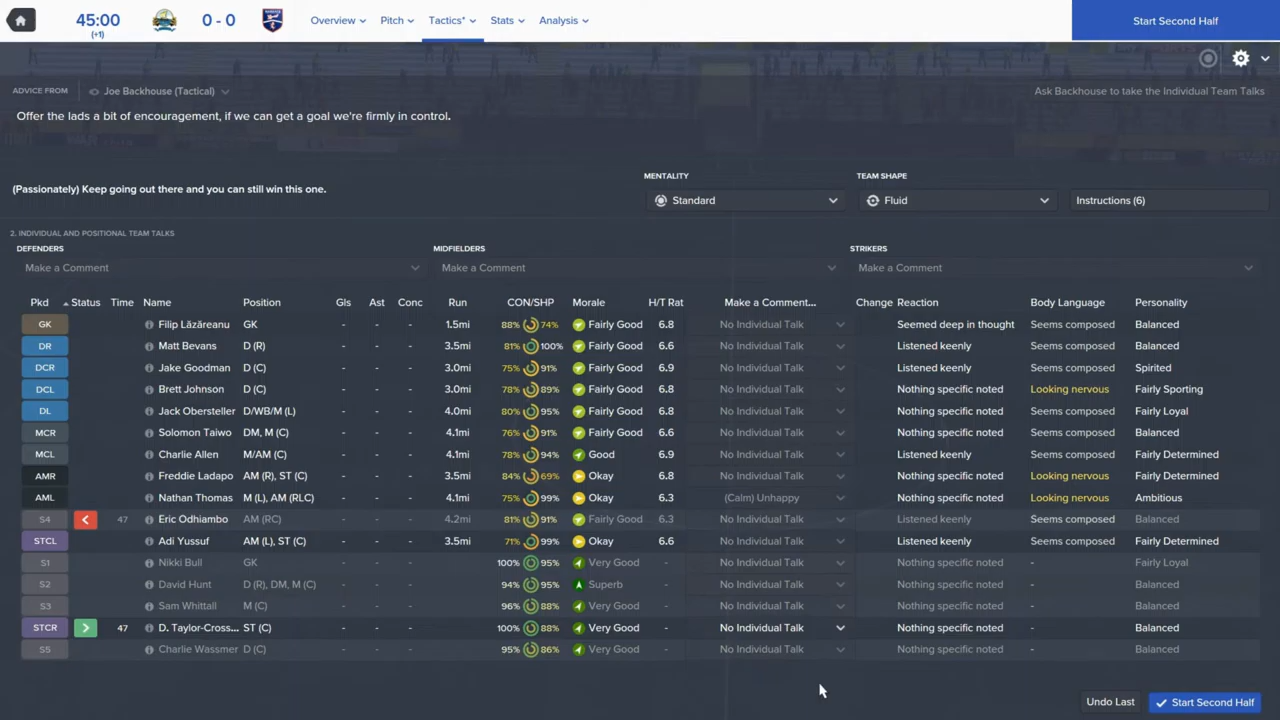 45:00 (+1) 0 - 0 Overview Pitch Tactics* Stats Analysis Start Second Half
ADVICE FROM Joe Backhouse (Tactical) Ask Backhouse to take the Individual Team Talks
Offer the lads a bit of encouragement, if we can get a goal we're firmly in control.
MENTALITY TEAM SHAPE
(Passionately) Keep going out there and you can still win this one. Standard Fluid Instructions (6)
2. INDIVIDUAL AND POSITIONAL TEAM TALKS
DEFENDERS MIDFIELDERS STRIKERS
Make a Comment Make a Comment Make a Comment
Pkd Status Time Name Position Gls Ast Conc Run CON/SHP Morale H/T Rat Make a Comment... Change Reaction Body Language Personality
GK Filip Lăzăreanu GK - - - 1.5mi 88% 74% Fairly Good 6.8 No Individual Talk Seemed deep in thought Seems composed Balanced
DR Matt Bevans D (R) - - - 3.5mi 81% 100% Fairly Good 6.6 No Individual Talk Listened keenly Seems composed Balanced
DCR Jake Goodman D (C) - - - 3.0mi 75% 91% Fairly Good 6.9 No Individual Talk Listened keenly Seems composed Spirited
DCL Brett Johnson D (C) - - - 3.0mi 78% 89% Fairly Good 6.8 No Individual Talk Nothing specific noted Looking nervous Fairly Sporting
DL Jack Obersteller D/WB/M (L) - - - 4.0mi 80% 95% Fairly Good 6.8 No Individual Talk Nothing specific noted Seems composed Fairly Loyal
MCR Solomon Taiwo DM, M (C) - - - 4.1mi 76% 91% Fairly Good 6.6 No Individual Talk Nothing specific noted Seems composed Balanced
MCL Charlie Allen M/AM (C) - - - 4.1mi 78% 94% Good 6.9 No Individual Talk Listened keenly Seems composed Fairly Determined
AMR Freddie Ladapo AM (R), ST (C) - - - 3.5mi 84% 69% Okay 6.8 No Individual Talk Nothing specific noted Looking nervous Fairly Determined
AML Nathan Thomas M (L), AM (RLC) - - - 4.1mi 75% 99% Okay 6.3 (Calm) Unhappy Nothing specific noted Looking nervous Ambitious
S4 47 Eric Odhiambo AM (RC) - - - 4.2mi 81% 91% Fairly Good 6.3 No Individual Talk Listened keenly Seems composed Balanced
STCL Adi Yussuf AM (L), ST (C) - - - 3.5mi 71% 99% Okay 6.6 No Individual Talk Listened keenly Seems composed Fairly Determined
S1 Nikki Bull GK - - - 100% 95% Very Good - No Individual Talk Nothing specific noted - Fairly Loyal
S2 David Hunt D (R), DM, M (C) - - - 94% 95% Superb - No Individual Talk Nothing specific noted - Balanced
S3 Sam Whittall M (C) - - - 96% 88% Very Good - No Individual Talk Nothing specific noted - Balanced
STCR 47 D. Taylor-Cross... ST (C) - - - 100% 88% Very Good - No Individual Talk Nothing specific noted - Balanced
S5 Charlie Wassmer D (C) - - - 95% 86% Very Good - No Individual Talk Nothing specific noted - Balanced
Undo Last Start Second Half